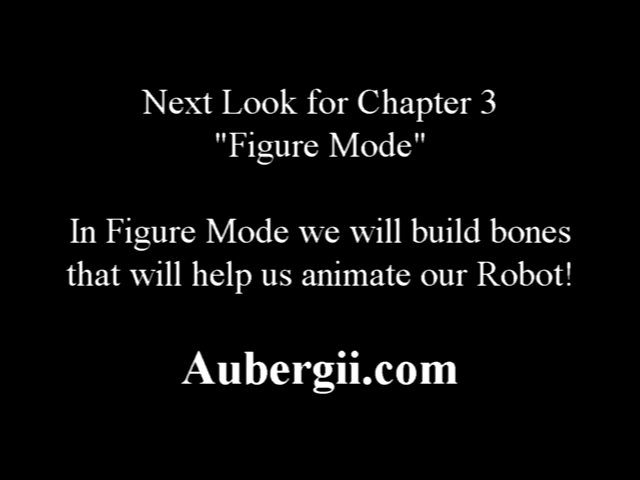 Next Look for Chapter 3
"Figure Mode"
In Figure Mode we will build bones
that will help us animate our Robot!
Aubergii.com